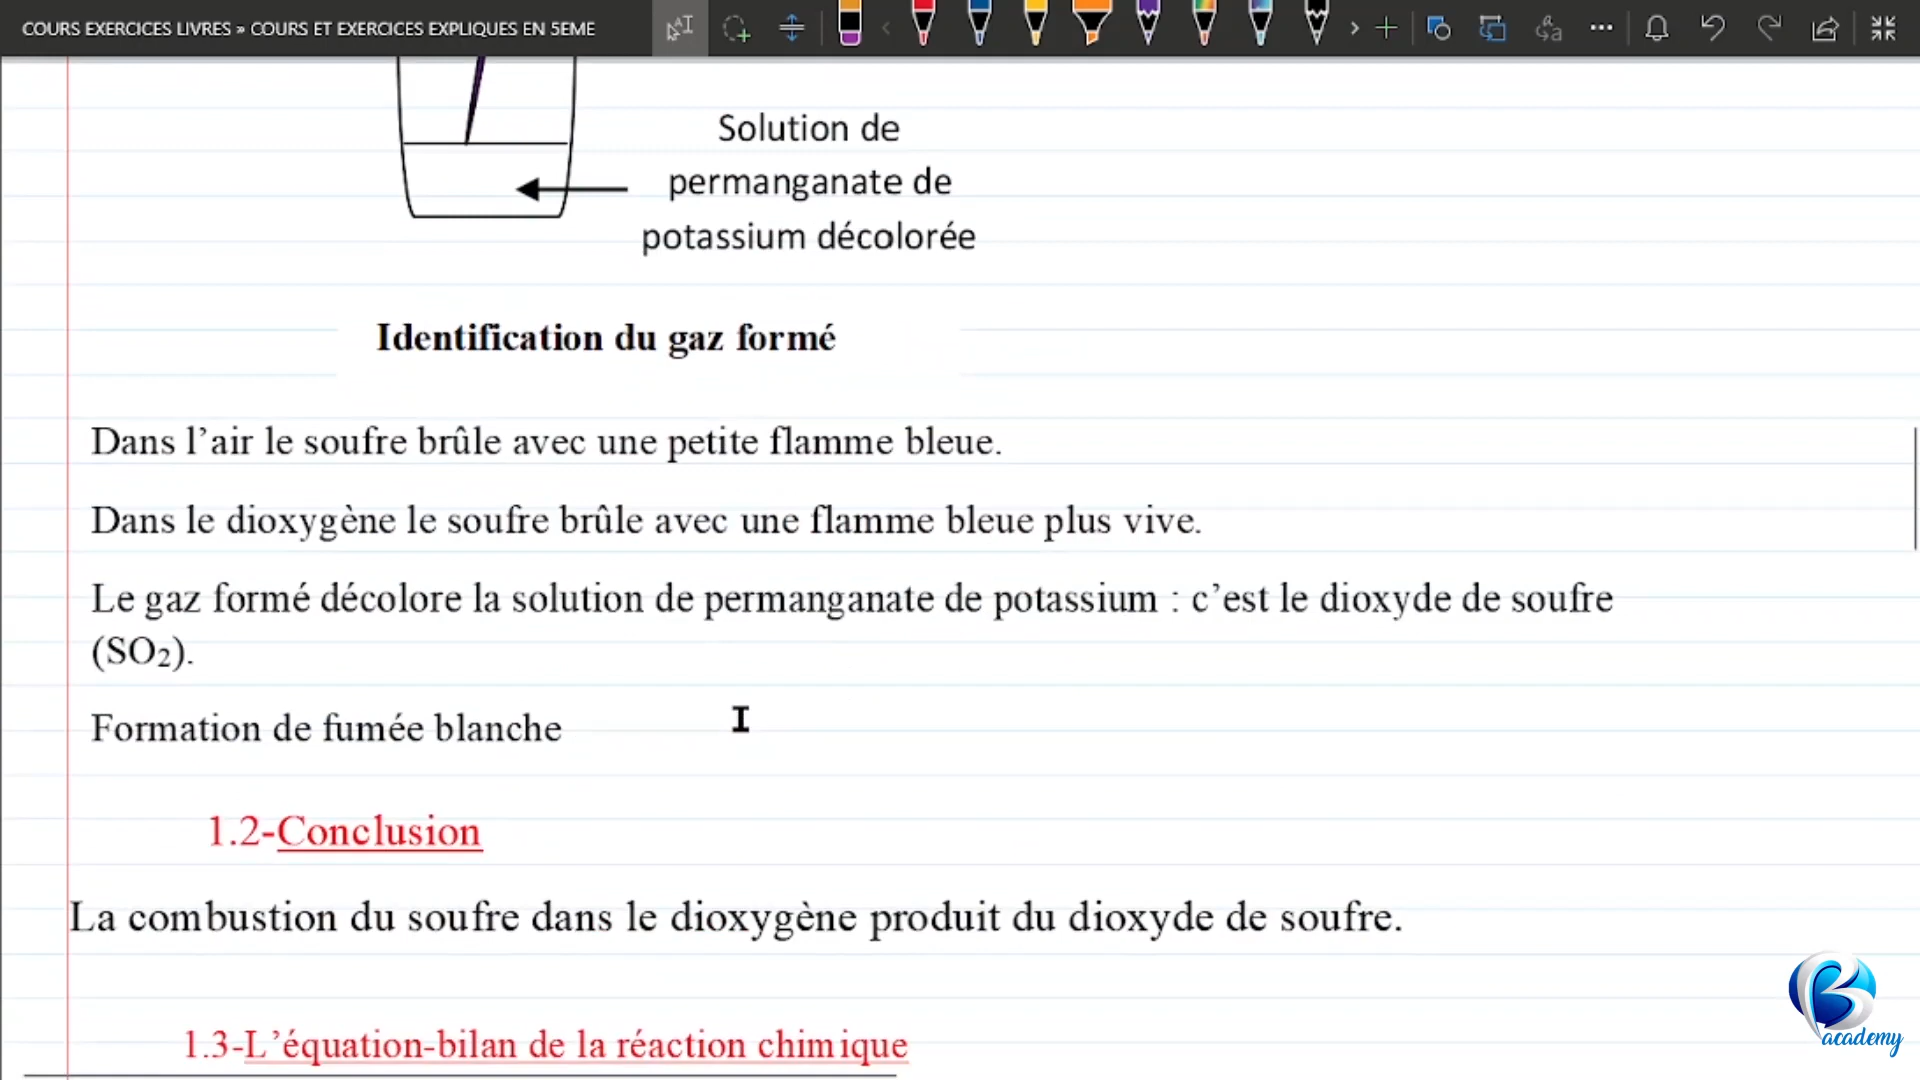 COURS EXERCICES LIVRES » COURS ET EXERCICES EXPLIQUES EN 5EME
Solution de
permanganate de
potassium décolorée
Identification du gaz formé
Dans l’air le soufre brûle avec une petite flamme bleue.
Dans le dioxygène le soufre brûle avec une flamme bleue plus vive.
Le gaz formé décolore la solution de permanganate de potassium : c’est le dioxyde de soufre
(SO₂).
Formation de fumée blanche
1.2-Conclusion
La combustion du soufre dans le dioxygène produit du dioxyde de soufre.
1.3-L’équation-bilan de la réaction chimique
academy